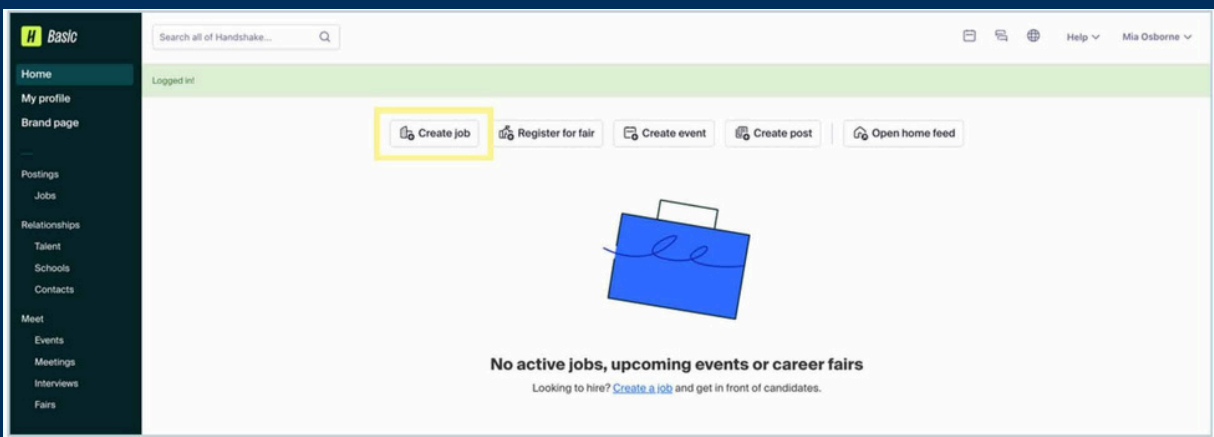 H Basic
Search all of Handshake...
Help
Mia Osborne
Home
My profile
Brand page
Postings
Jobs
Relationships
Talent
Schools
Contacts
Meet
Events
Meetings
Interviews
Fairs
Logged in!
Create job
Register for fair
Create event
Create post
Open home feed
No active jobs, upcoming events or career fairs
Looking to hire? Create a job and get in front of candidates.